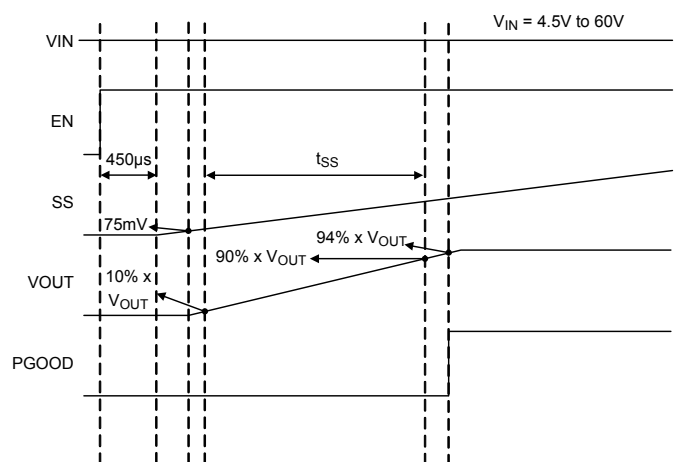 V_IN = 4.5V to 60V
VIN
EN
450µs
t_SS
SS
75mV
94% x V_OUT
90% x V_OUT
10% x
V_OUT
VOUT
PGOOD